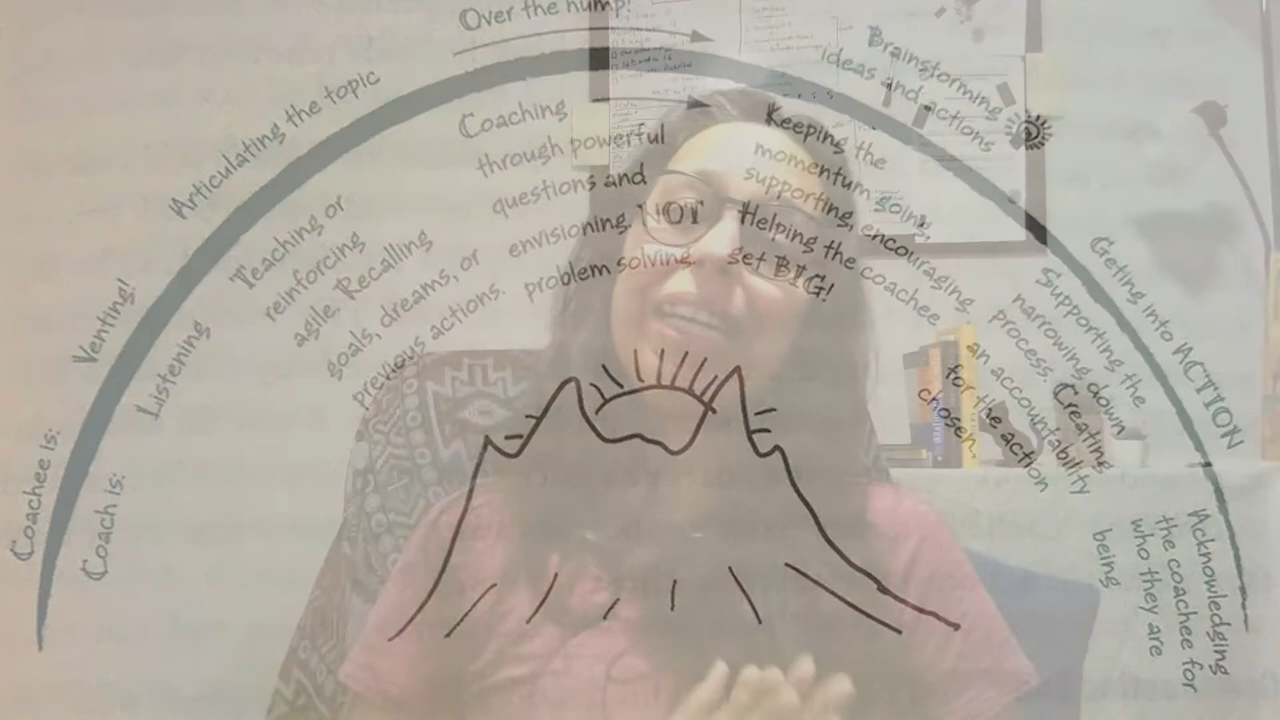 Over the hump!
Coachee is:
Venting!
Articulating the topic
Brainstorming
ideas and actions
Getting into ACTION
Coach is:
Listening
Teaching or
reinforcing
agile. Recalling
goals, dreams, or
previous actions.
Coaching
through powerful
questions and
envisioning. NOT
problem solving.
Keeping the
momentum going,
supporting, encouraging
Helping the coachee
get BIG!
Supporting the
narrowing down
process. Creating
an accountability
for the action
chosen.
Acknowledging
the coachee for
who they are
being